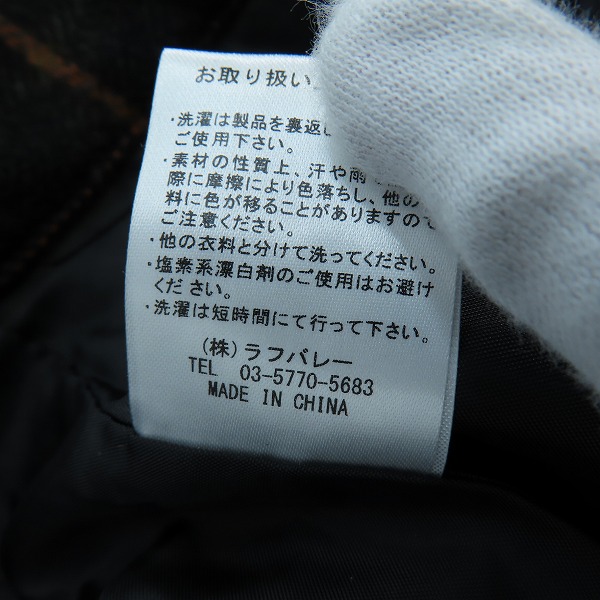 お取り扱い
・洗濯は製品を裏返
ご使用下さい。
・素材の性質上、汗や雨
際に摩擦により色落ちし、他の
料に色が移ることがありますので
ご注意ください。
・他の衣料と分けて洗ってください。
・塩素系漂白剤のご使用はお避け
ください。
・洗濯は短時間にて行って下さい。
(株)ラフバレー
TEL 03-5770-5683
MADE IN CHINA